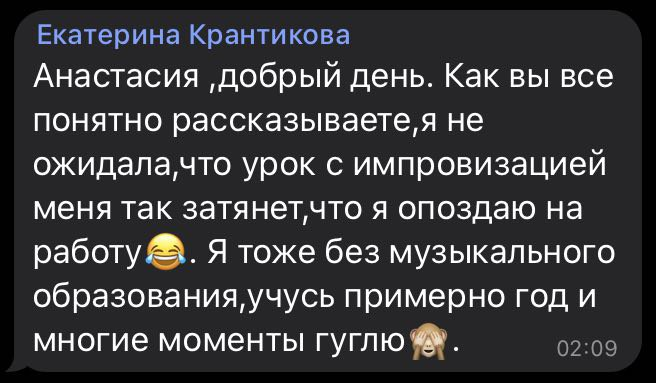 Екатерина Крантикова
Анастасия ,добрый день. Как вы все
понятно рассказываете,я не
ожидала,что урок с импровизацией
меня так затянет,что я опоздаю на
работу😂. Я тоже без музыкального
образования,учусь примерно год и
многие моменты гуглю🙈.
02:09